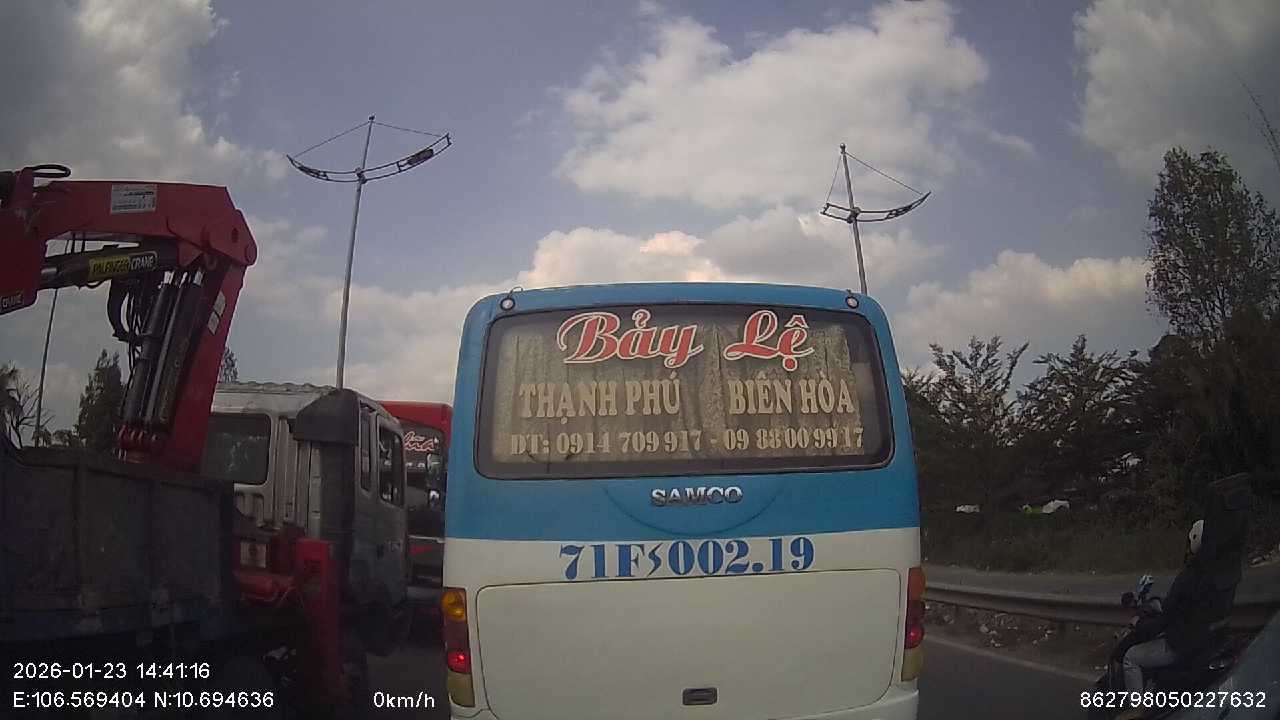 PALFINGER CRANE
CRANE
Bảy Lệ
THẠNH PHÚ BIÊN HÒA
DT: 0914 709 917 - 09 88 00 99 17
SAMCO
71F 002.19
2026-01-23 14:41:16
E:106.569404 N:10.694636
0km/h
862798050227632